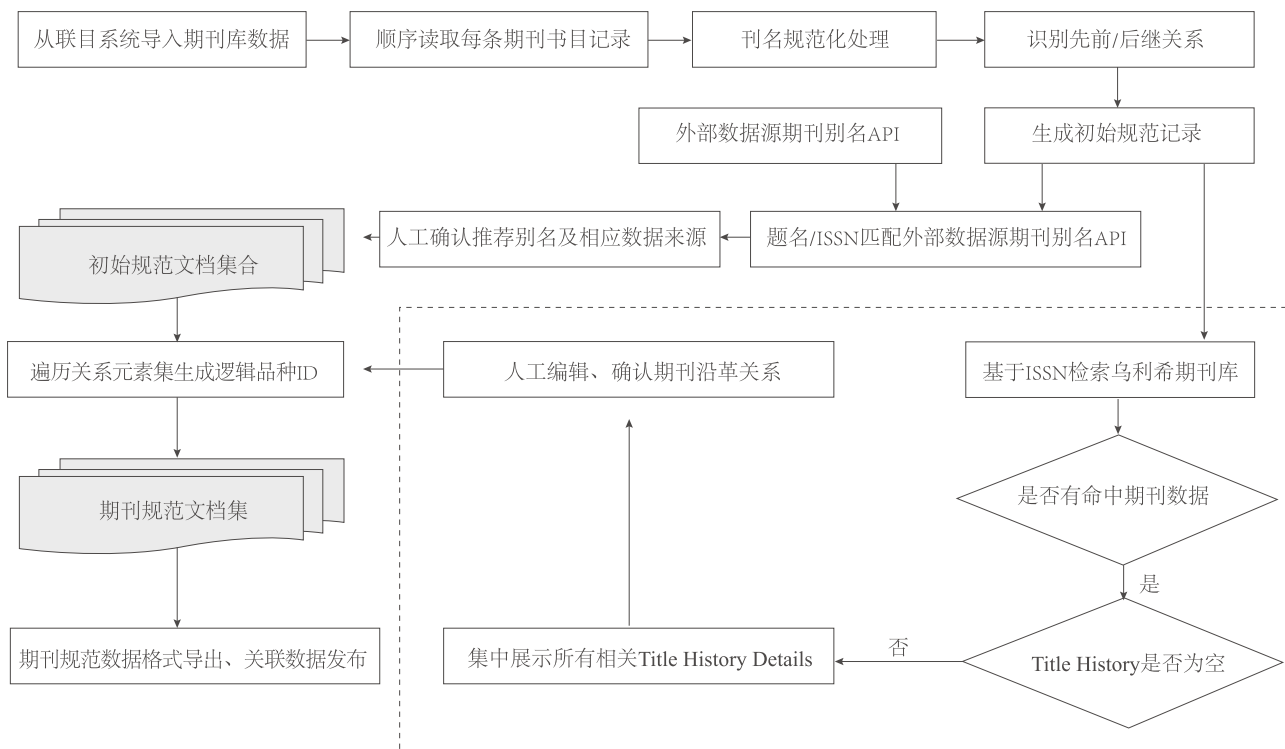 从联目系统导入期刊库数据
顺序读取每条期刊书目记录
刊名规范化处理
识别先前/后继关系
外部数据源期刊别名API
生成初始规范记录
初始规范文档集合
人工确认推荐别名及相应数据来源
题名/ISSN匹配外部数据源期刊别名API
遍历关系元素集生成逻辑品种ID
人工编辑、确认期刊沿革关系
基于ISSN检索乌利希期刊库
期刊规范文档集
是否有命中期刊数据
是
期刊规范数据格式导出、关联数据发布
集中展示所有相关Title History Details
否
Title History是否为空